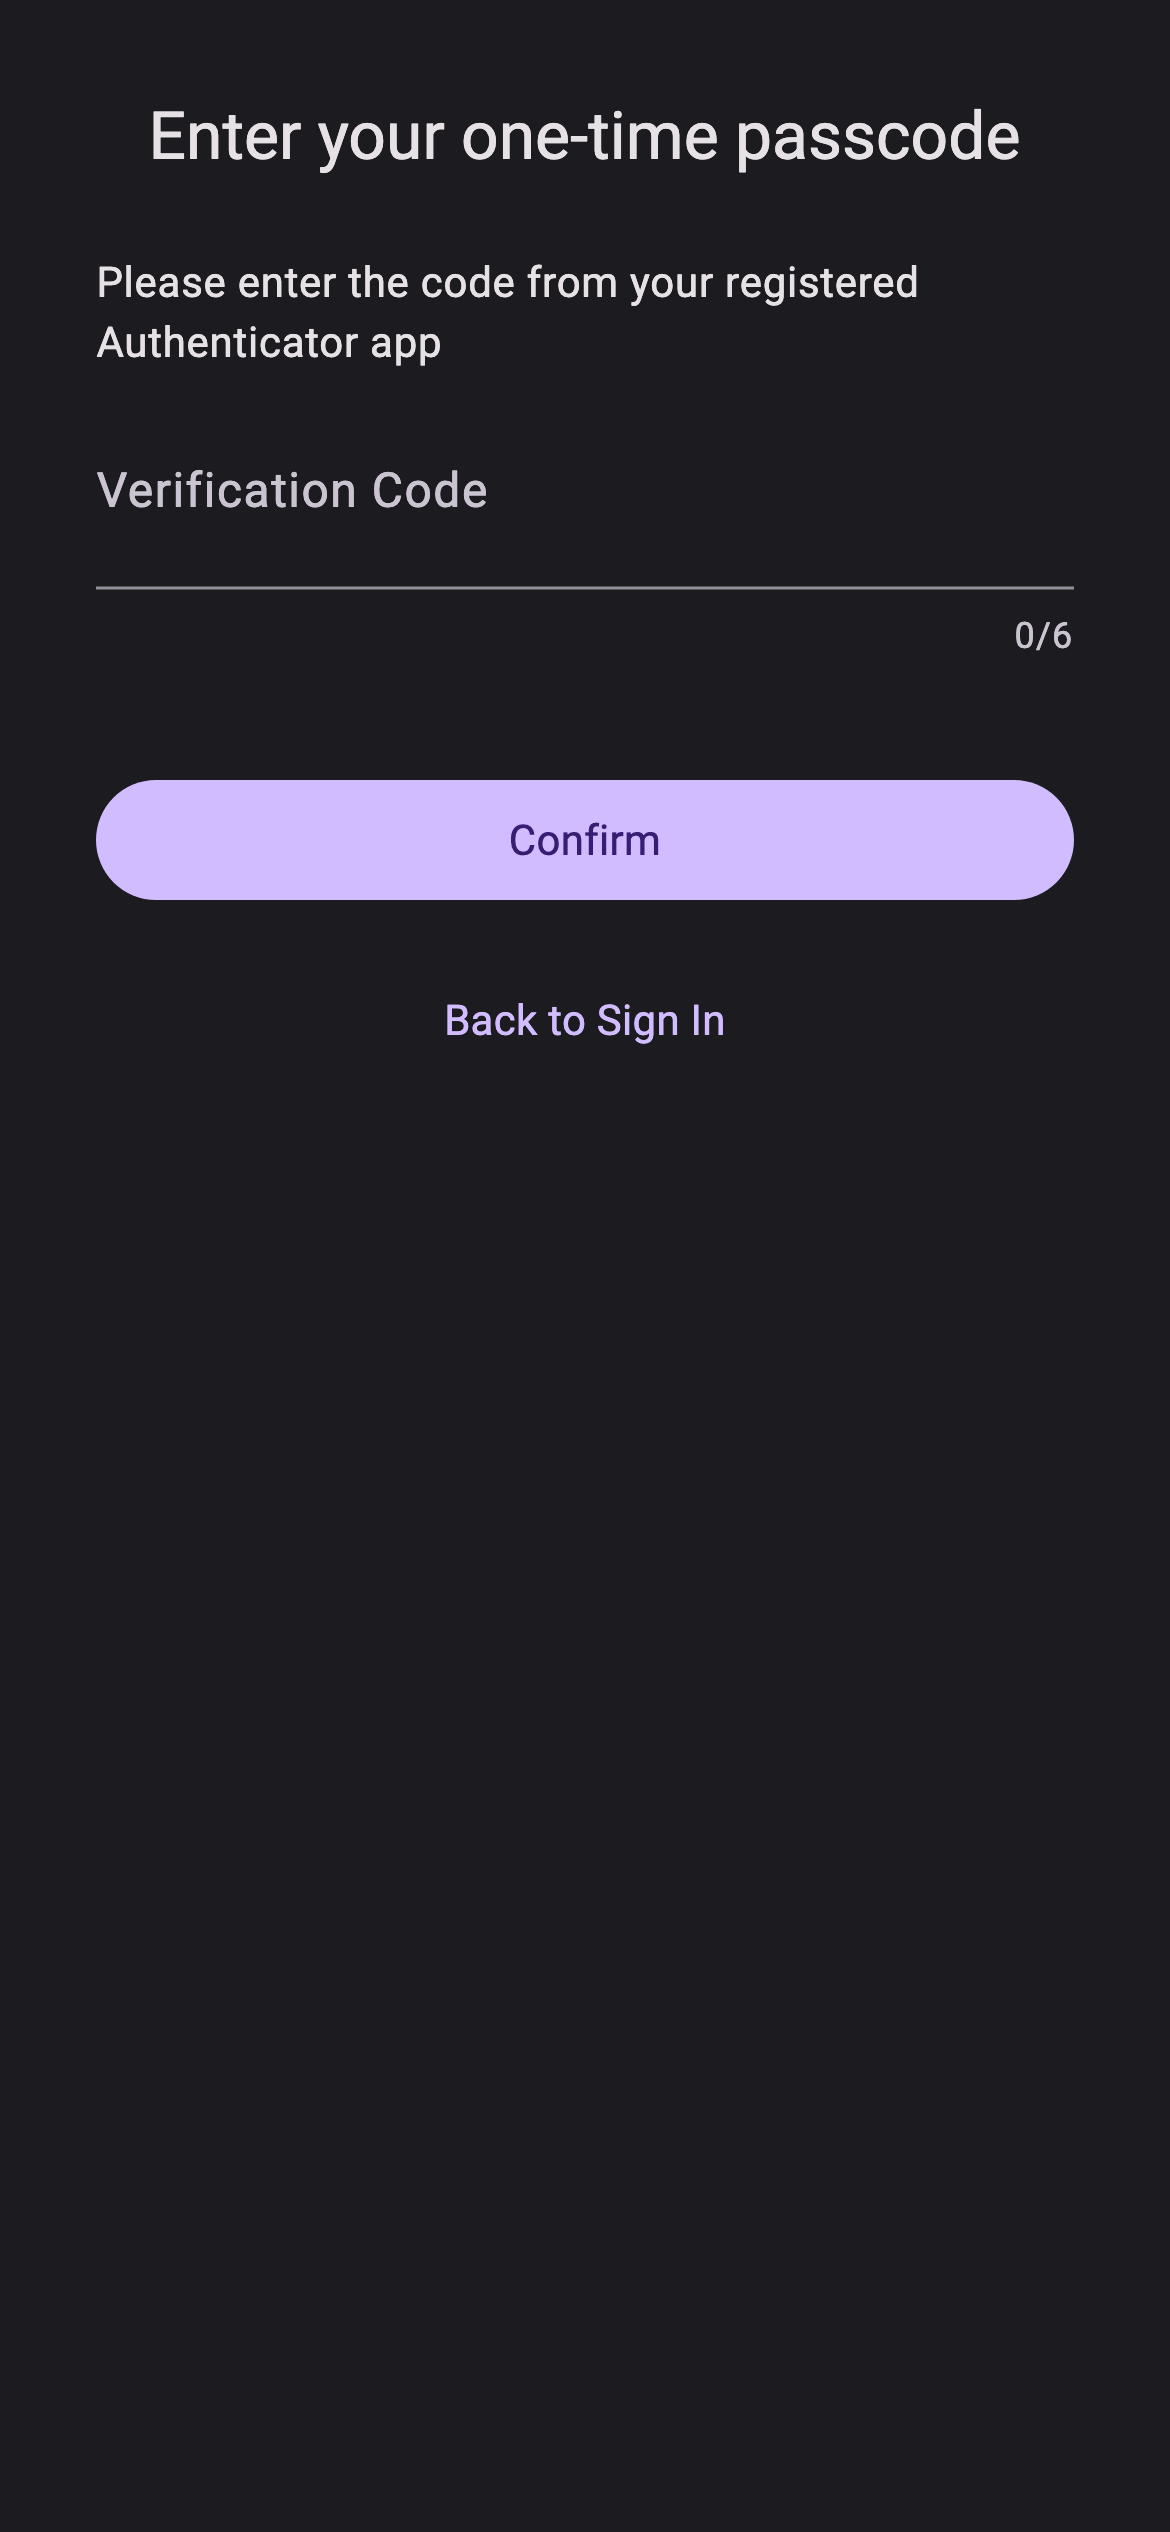 Enter your one-time passcode
Please enter the code from your registered
Authenticator app
Verification Code
0/6
Confirm
Back to Sign In